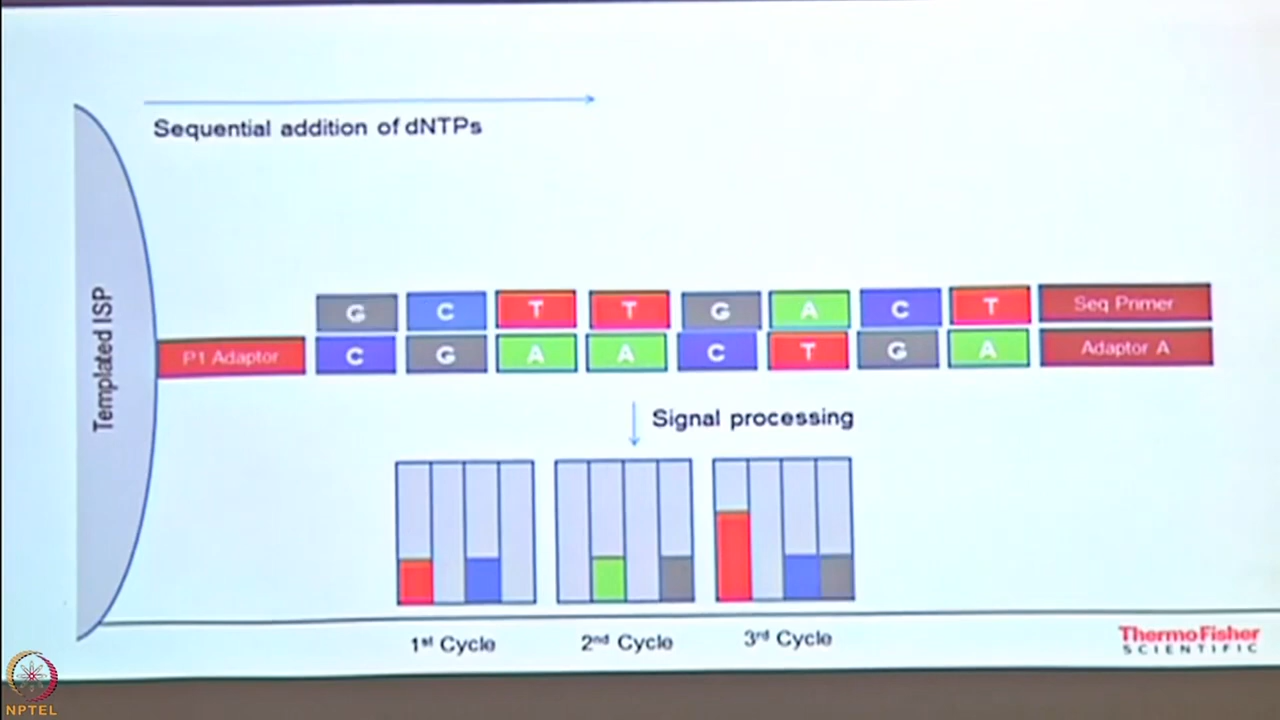 Sequential addition of dNTPs
Templated ISP
G C T T G A C T Seq Primer
P1 Adaptor C G A A C T G A Adaptor A
Signal processing
1st Cycle 2nd Cycle 3rd Cycle
ThermoFisher
SCIENTIFIC
NPTEL